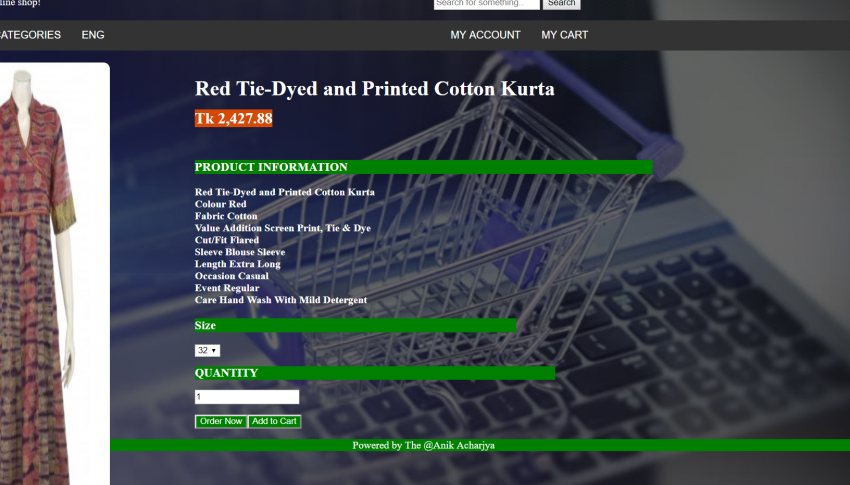 line shop!
Search for something.. Search
CATEGORIES ENG MY ACCOUNT MY CART
Red Tie-Dyed and Printed Cotton Kurta
Tk 2,427.88
PRODUCT INFORMATION
Red Tie-Dyed and Printed Cotton Kurta
Colour Red
Fabric Cotton
Value Addition Screen Print, Tie & Dye
Cut/Fit Flared
Sleeve Blouse Sleeve
Length Extra Long
Occasion Casual
Event Regular
Care Hand Wash With Mild Detergent
Size
32
QUANTITY
1
Order Now Add to Cart
Powered by The @Anik Acharjya